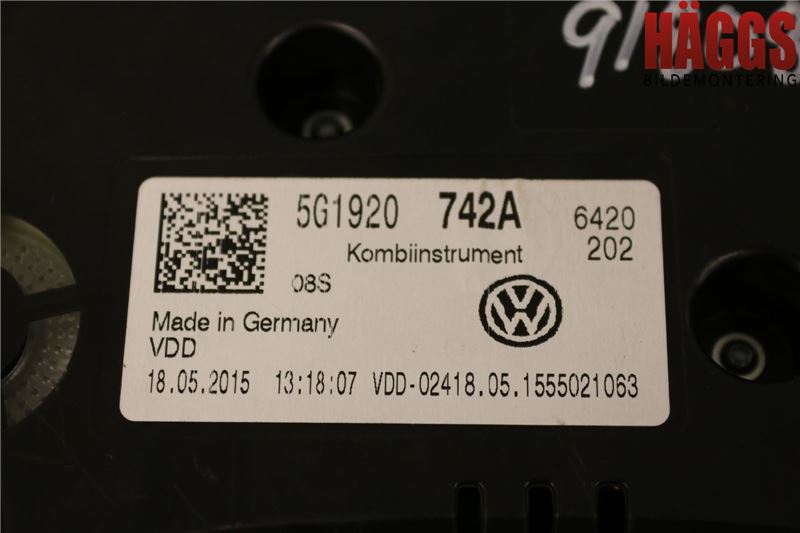 HÄGGS
BILDEMONTERING
5G1920 742A 6420
Kombiinstrument 202
08S
Made in Germany
VDD
18.05.2015 13:18:07 VDD-02418.05.1555021063